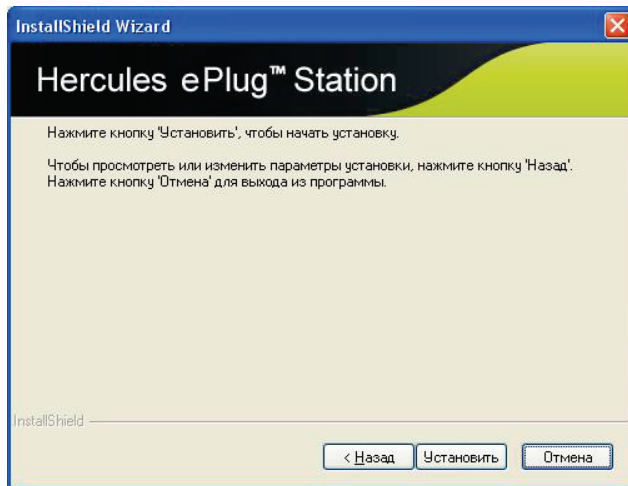 InstallShield Wizard
Hercules ePlug™ Station
Нажмите кнопку 'Установить', чтобы начать установку.
Чтобы просмотреть или изменить параметры установки, нажмите кнопку 'Назад'.
Нажмите кнопку 'Отмена' для выхода из программы.
InstallShield
< Назад Установить Отмена